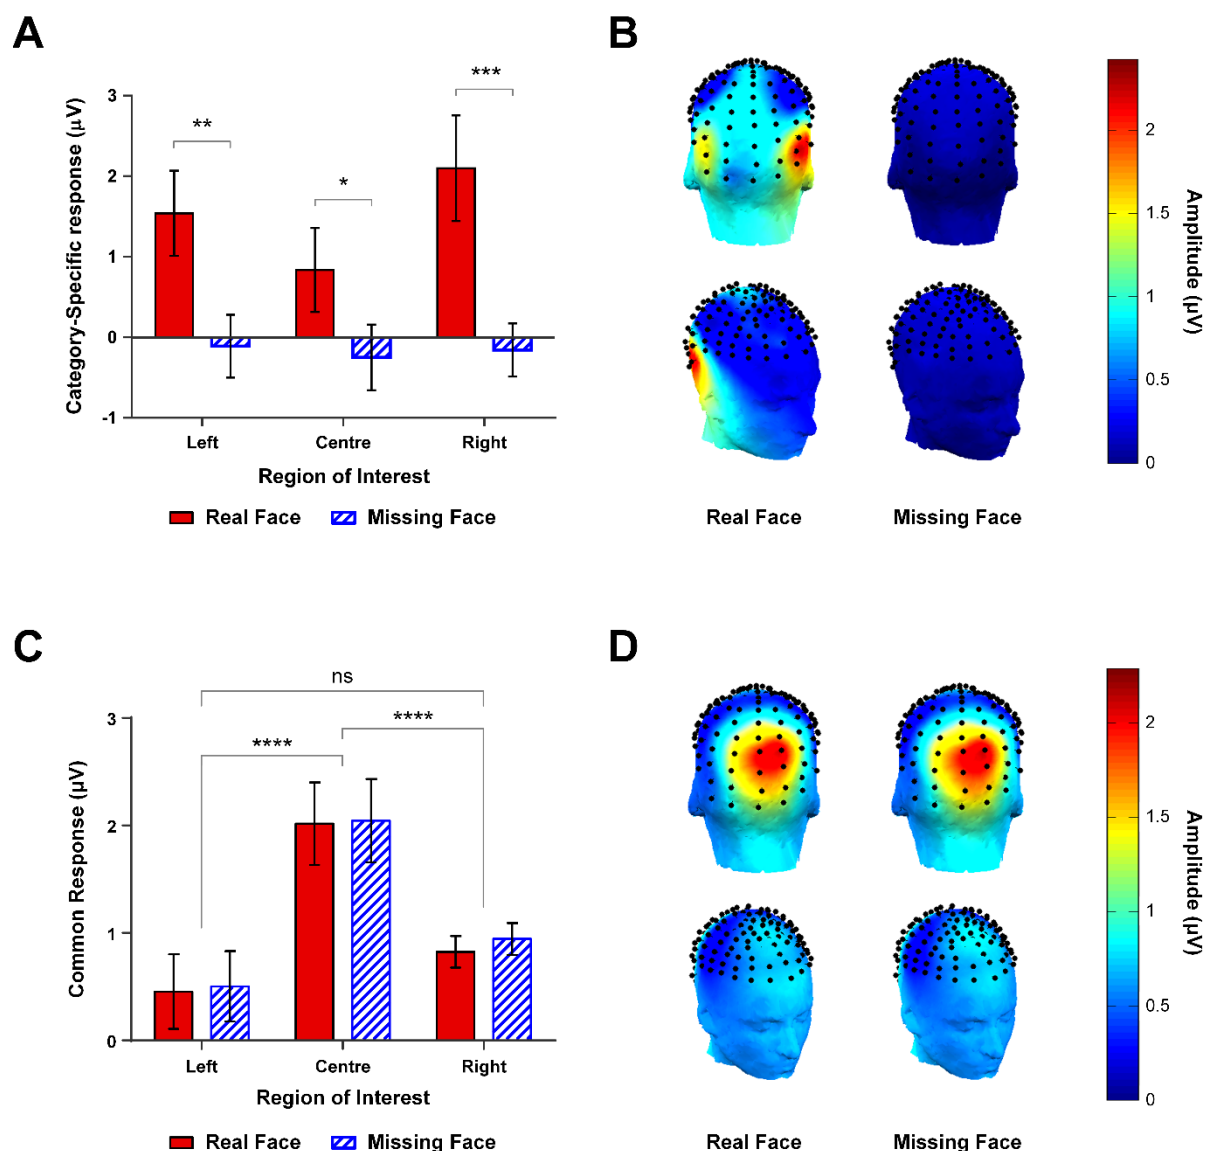 A
B
Category-Specific response (µV)
3
2
1
0
-1
**
*
***
Left
Centre
Right
Region of Interest
Real Face
Missing Face
Real Face
Missing Face
2
1.5
1
0.5
0
Amplitude (µV)
C
D
Common Response (µV)
3
2
1
0
ns
****
****
Left
Centre
Right
Region of Interest
Real Face
Missing Face
Real Face
Missing Face
2
1.5
1
0.5
0
Amplitude (µV)